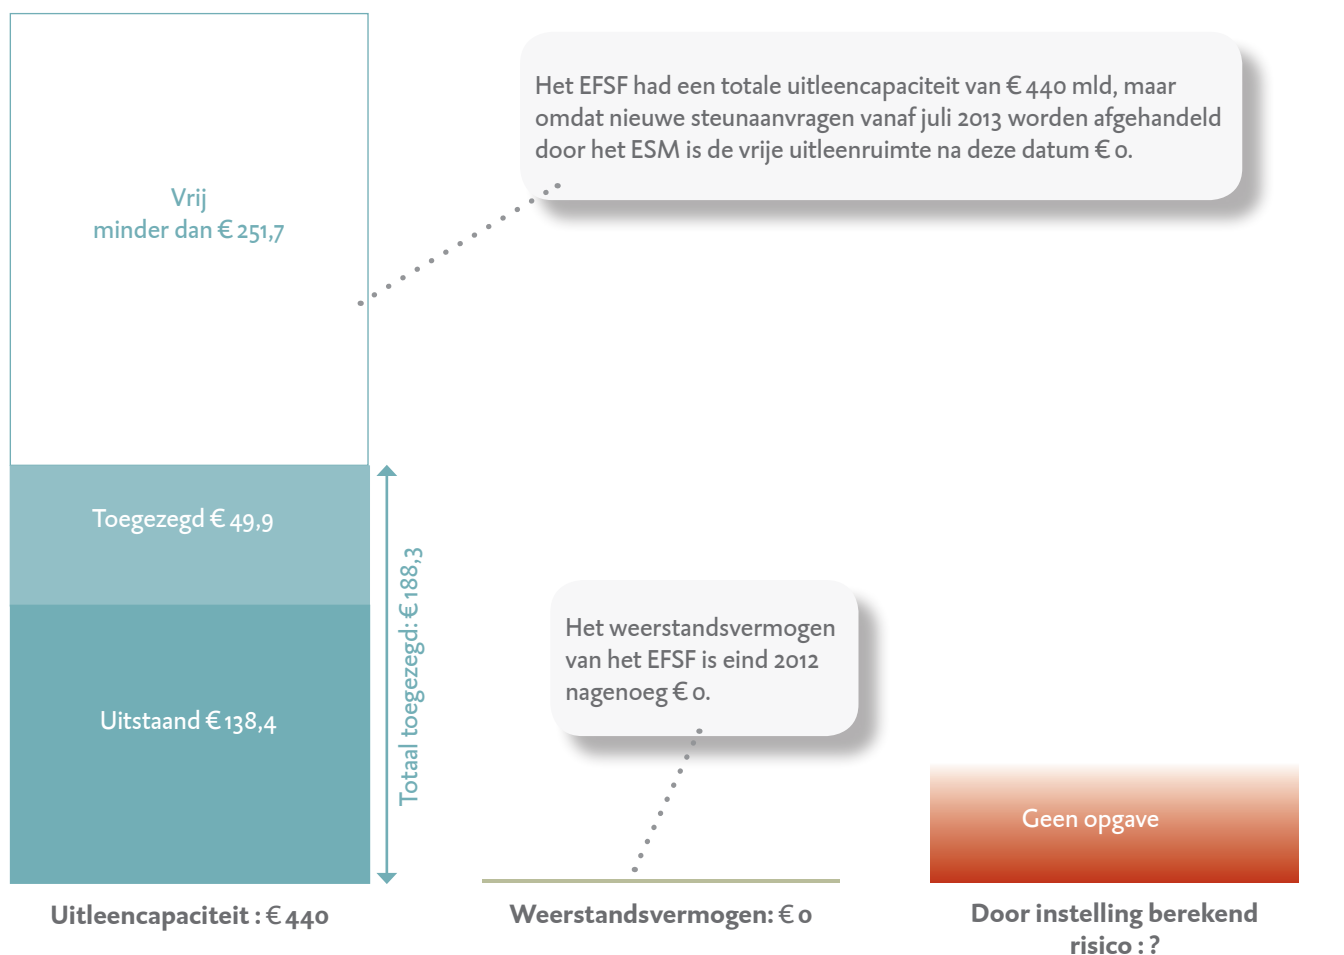 Het EFSF had een totale uitleencapaciteit van € 440 mld, maar
omdat nieuwe steunaanvragen vanaf juli 2013 worden afgehandeld
door het ESM is de vrije uitleenruimte na deze datum € 0.
Vrij
minder dan € 251,7
Toegezegd € 49,9
Totaal toegezegd: € 188,3
Uitstaand € 138,4
Het weerstandsvermogen
van het EFSF is eind 2012
nagenoeg € 0.
Geen opgave
Uitleencapaciteit : € 440
Weerstandsvermogen: € 0
Door instelling berekend
risico : ?